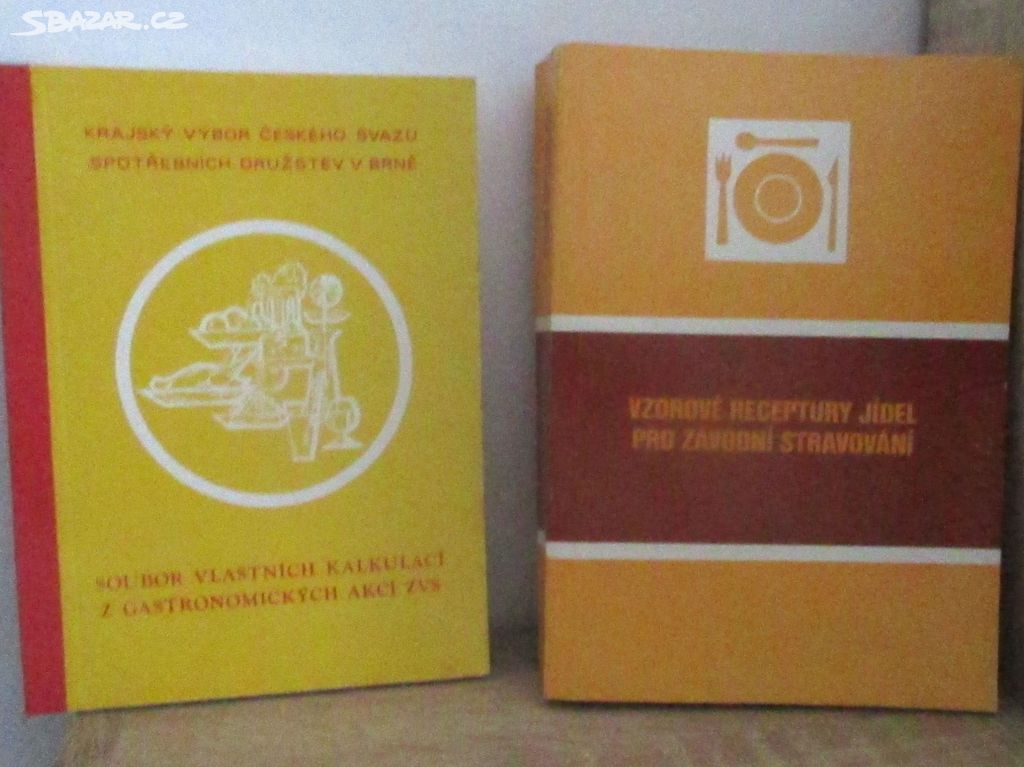 SBAZAR.CZ
KRAJSKÝ VÝBOR ČESKÉHO SVAZU
SPOTŘEBNÍCH DRUŽSTEV V BRNĚ
SOUBOR VLASTNÍCH KALKULACÍ
Z GASTRONOMICKÝCH AKCÍ ZVS
VZOROVÉ RECEPTURY JÍDEL
PRO ZÁVODNÍ STRAVOVÁNÍ